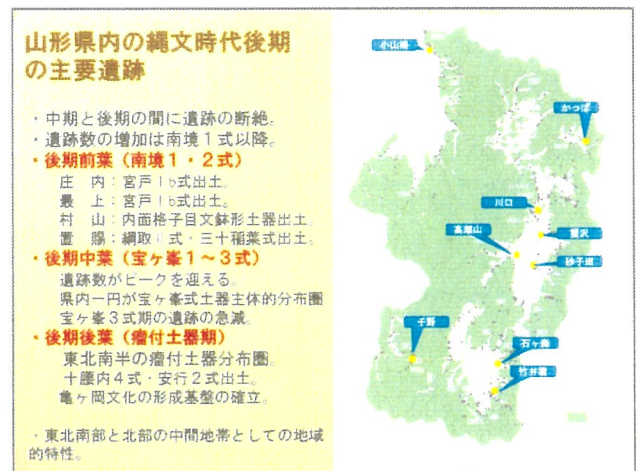 山形県内の縄文時代後期
の主要遺跡
・中期と後期の間に遺跡の断絶。
・遺跡数の増加は南境1式以降。
・後期前葉（南境1・2式）
庄 内：宮戸Ib式出土。
最 上：宮戸Ib式出土。
村 山：内面格子目文鉢形土器出土。
置 賜：綱取II式・三十稲葉式出土。
・後期中葉（宝ヶ峯1～3式）
遺跡数がピークを迎える。
県内一円が宝ヶ峯式土器主体的分布圏
宝ヶ峯3式期の遺跡の急減。
・後期後葉（瘤付土器期）
東北南半の瘤付土器分布圏。
十腰内4式・安行2式出土。
亀ヶ岡文化の形成基盤の確立。
・東北南部と北部の中間地帯としての地域
的特性。
小山崎
かっぱ
川口
高瀬山
砂子田
下野
石ヶ森